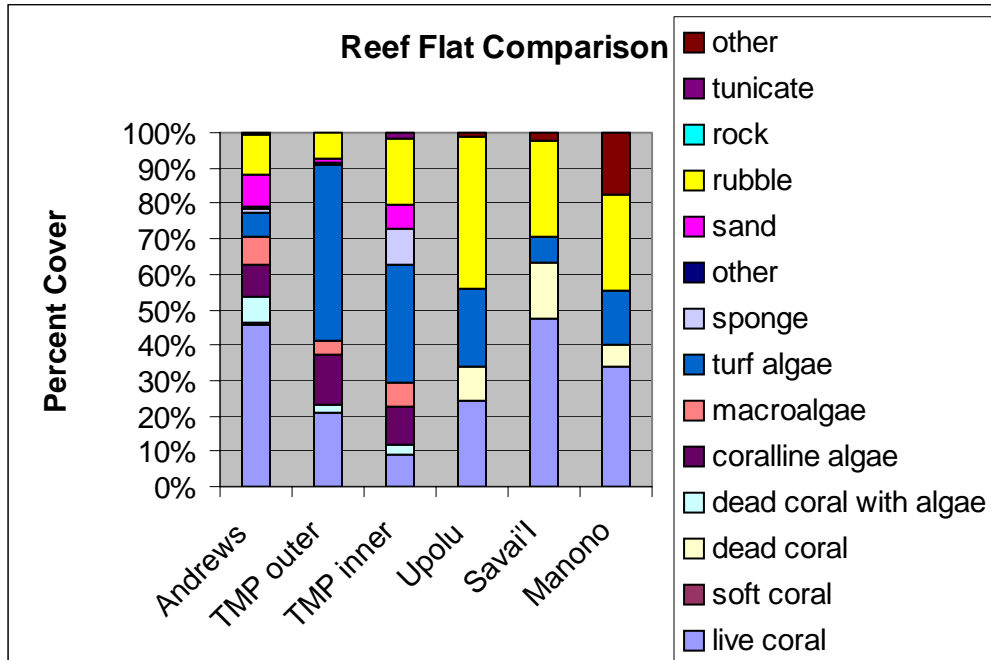 Reef Flat Comparison
Percent Cover
100%
90%
80%
70%
60%
50%
40%
30%
20%
10%
0%
Andrews
TMP outer
TMP inner
Upolu
Savai'I
Manono
other
tunicate
rock
rubble
sand
other
sponge
turf algae
macroalgae
coralline algae
dead coral with algae
dead coral
soft coral
live coral